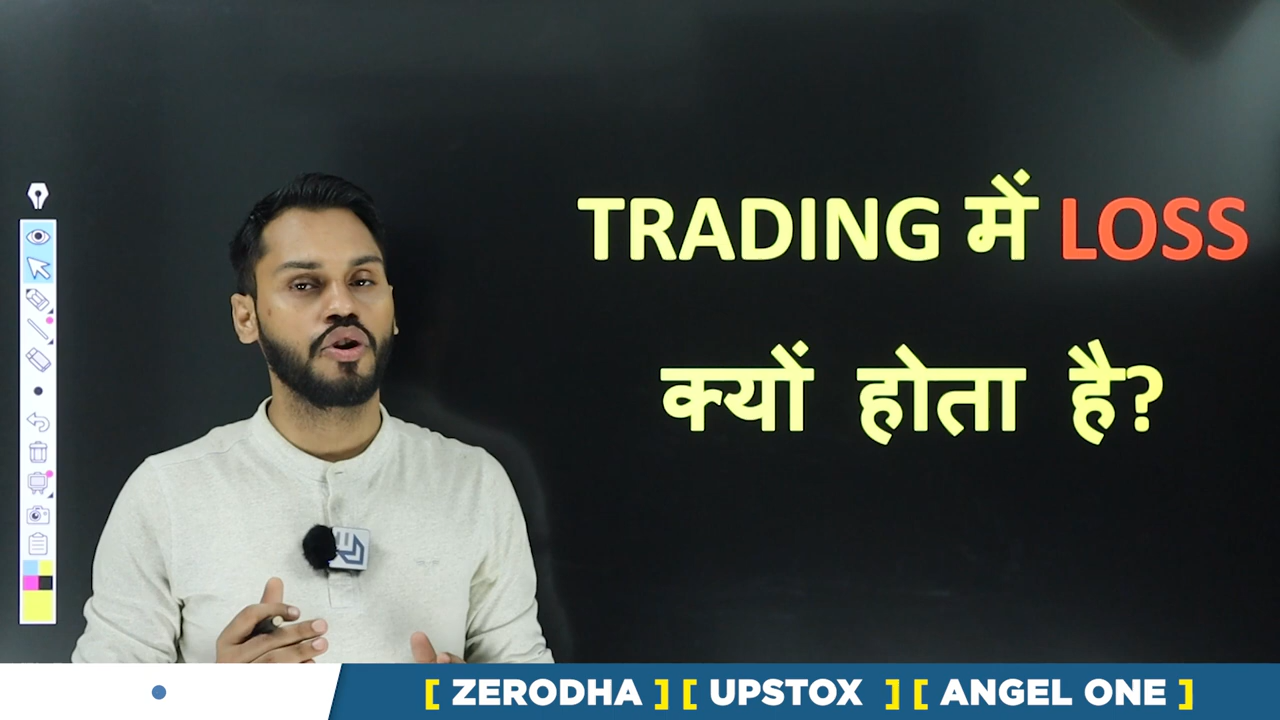 TRADING में LOSS
क्यों होता है?
[ ZERODHA ] [ UPSTOX ] [ ANGEL ONE ]